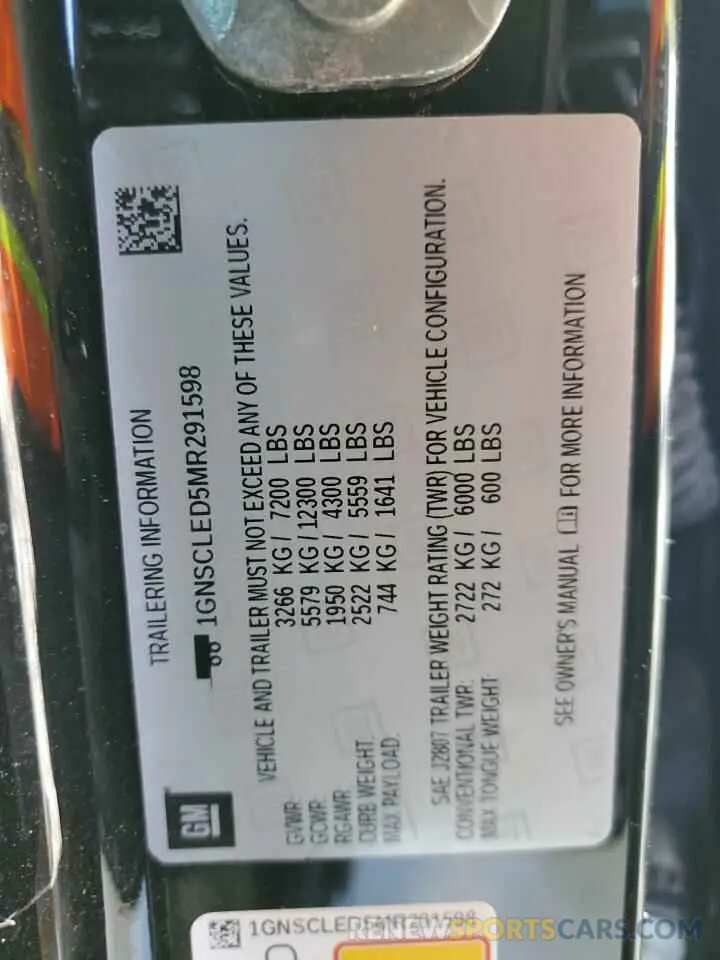 TRAILERING INFORMATION
1GNSCLED5MR291598
GM
VEHICLE AND TRAILER MUST NOT EXCEED ANY OF THESE VALUES.
GVWR: 3266 KG / 7200 LBS
GCWR: 5579 KG / 12300 LBS
RGAWR: 1950 KG / 4300 LBS
CURB WEIGHT: 2522 KG / 5559 LBS
MAX PAYLOAD: 744 KG / 1641 LBS
SAE J2807 TRAILER WEIGHT RATING (TWR) FOR VEHICLE CONFIGURATION.
CONVENTIONAL TWR: 2722 KG / 6000 LBS
MAX TONGUE WEIGHT: 272 KG / 600 LBS
SEE OWNER'S MANUAL FOR MORE INFORMATION
1GNSCLED5MR291598
RENEWSPORTSCARS.COM